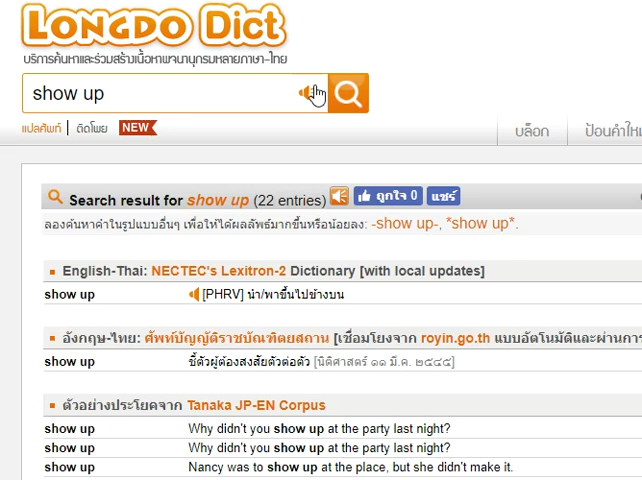 LONGDO Dict
บริการค้นหาและร่วมสร้างเนื้อหาพจนานุกรมหลายภาษา-ไทย
show up
แปลศัพท์ | ติดโผย NEW
บล็อก ป้อนคำใหม
Search result for show up (22 entries) ถูกใจ 0 แชร์
ลองค้นหาคำในรูปแบบอื่นๆ เพื่อให้ได้ผลลัพธ์มากขึ้นหรือน้อยลง: -show up-, *show up*.
English-Thai: NECTEC's Lexitron-2 Dictionary [with local updates]
show up [PHRV] นำ/พาขึ้นไปข้างบน
อังกฤษ-ไทย: ศัพท์บัญญัติราชบัณฑิตยสถาน [เชื่อมโยงจาก royin.go.th แบบอัตโนมัติและผ่านการ
show up ชี้ตัวผู้ต้องสงสัยตัวต่อตัว [นิติศาสตร์ ๑๑ มี.ค. ๒๕๔๕]
ตัวอย่างประโยคจาก Tanaka JP-EN Corpus
show up Why didn't you show up at the party last night?
show up Why didn't you show up at the party last night?
show up Nancy was to show up at the place, but she didn't make it.